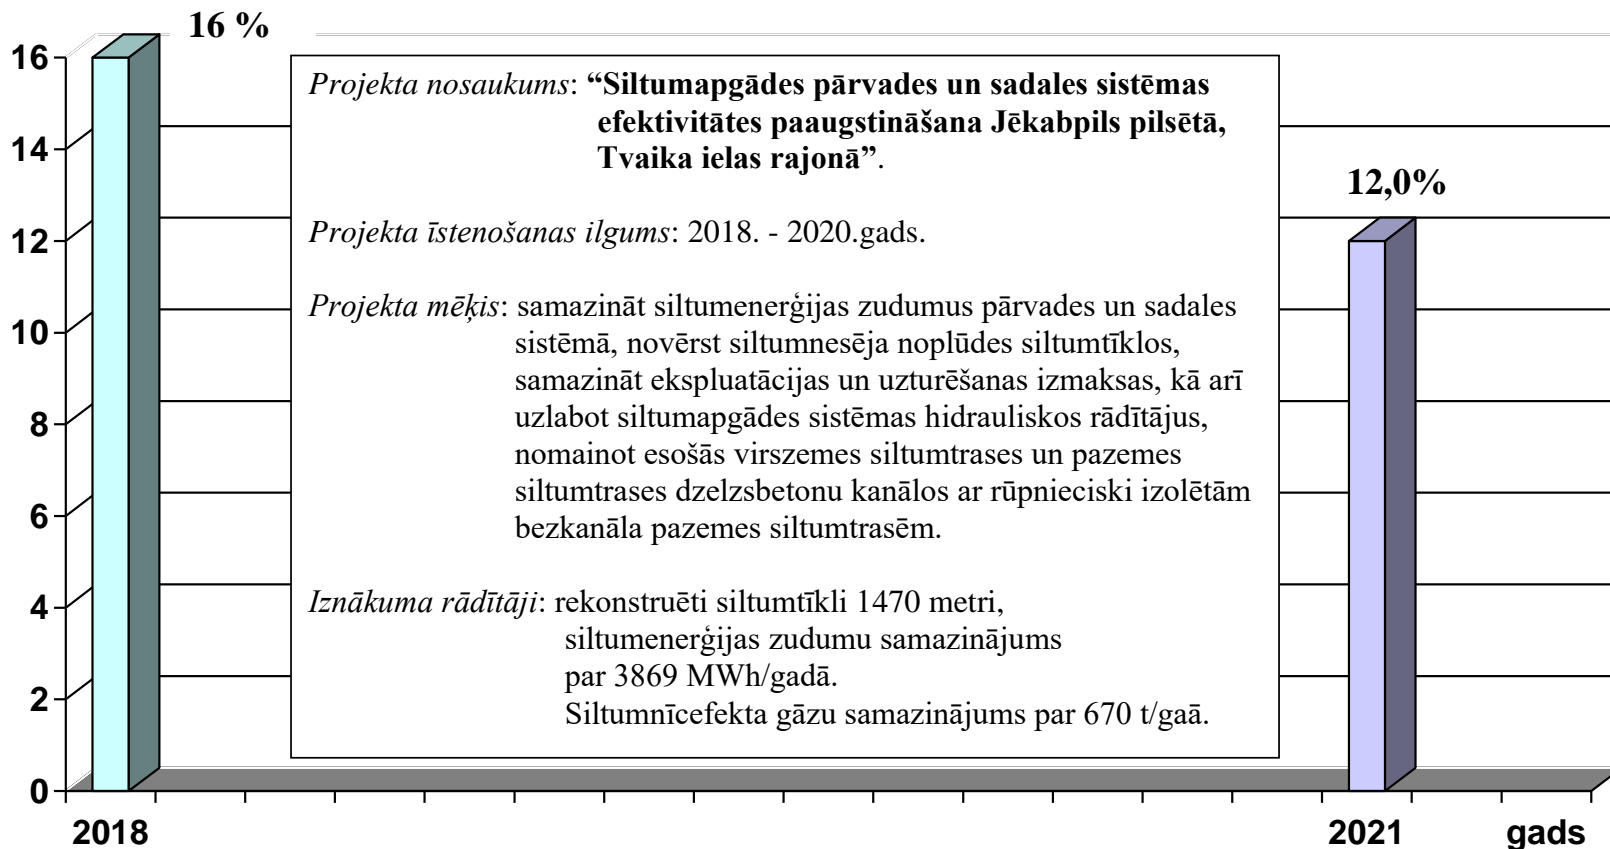 16 %
16
14
12
10
8
6
4
2
0
Projekta nosaukums: “Siltumapgādes pārvades un sadales sistēmas
efektivitātes paaugstināšana Jēkabpils pilsētā,
Tvaika ielas rajonā”.
Projekta īstenošanas ilgums: 2018. - 2020.gads.
Projekta mēķis: samazināt siltumenerģijas zudumus pārvades un sadales
sistēmā, novērst siltumnesēja noplūdes siltumtīklos,
samazināt ekspluatācijas un uzturēšanas izmaksas, kā arī
uzlabot siltumapgādes sistēmas hidrauliskos rādītājus,
nomainot esošās virszemes siltumtrases un pazemes
siltumtrases dzelzsbetonu kanālos ar rūpnieciski izolētām
bezkanāla pazemes siltumtrasēm.
Iznākuma rādītāji: rekonstruēti siltumtīkli 1470 metri,
siltumenerģijas zudumu samazinājums
par 3869 MWh/gadā.
Siltumnīcefekta gāzu samazinājums par 670 t/gaā.
12,0%
2018
2021
gads